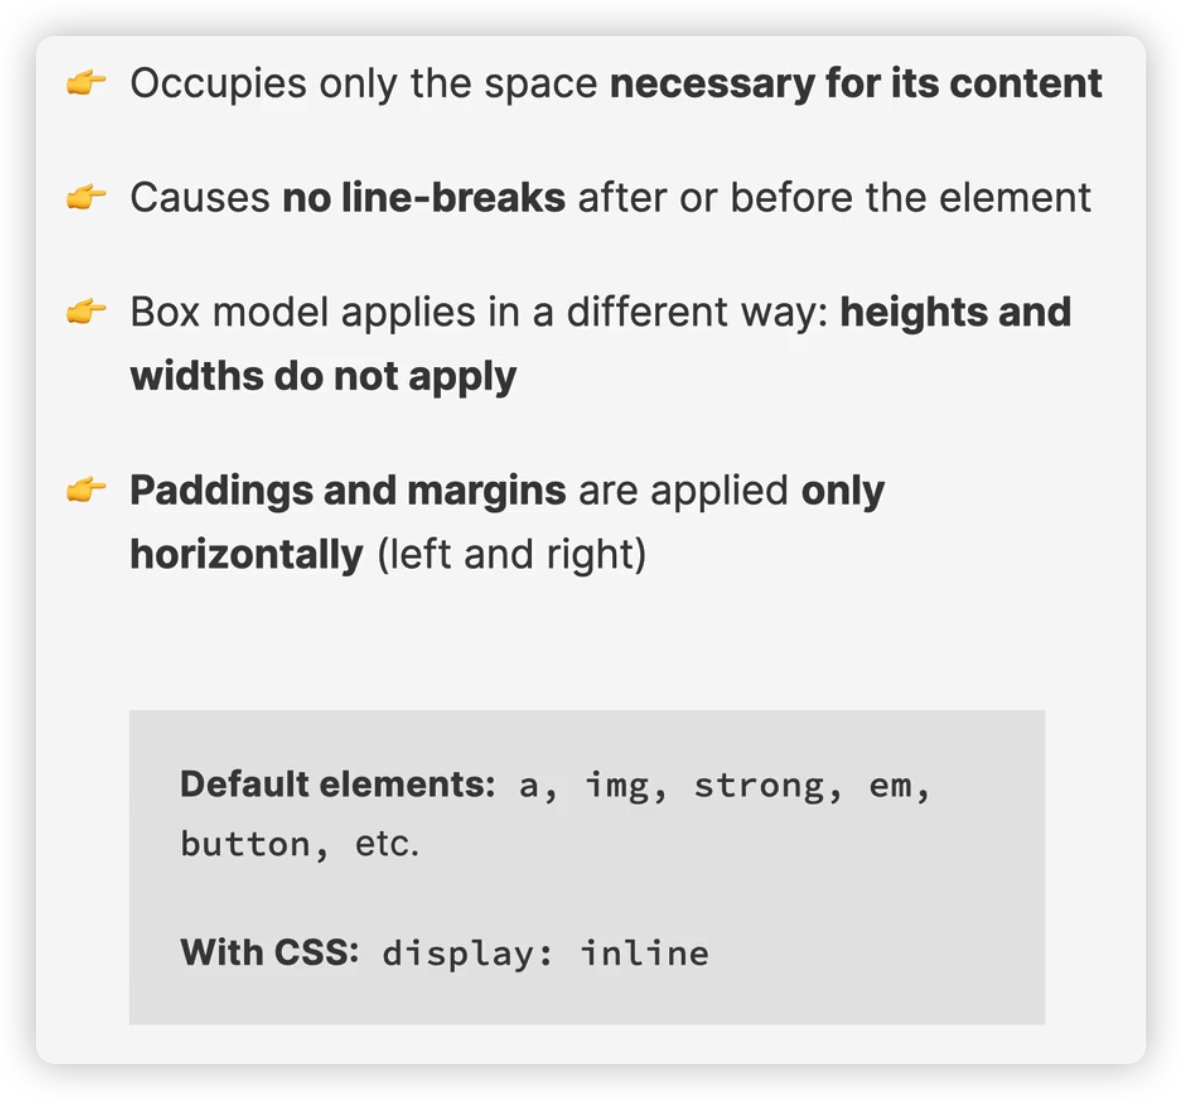 👉 Occupies only the space necessary for its content
👉 Causes no line-breaks after or before the element
👉 Box model applies in a different way: heights and
widths do not apply
👉 Paddings and margins are applied only
horizontally (left and right)
Default elements: a, img, strong, em,
button, etc.
With CSS: display: inline